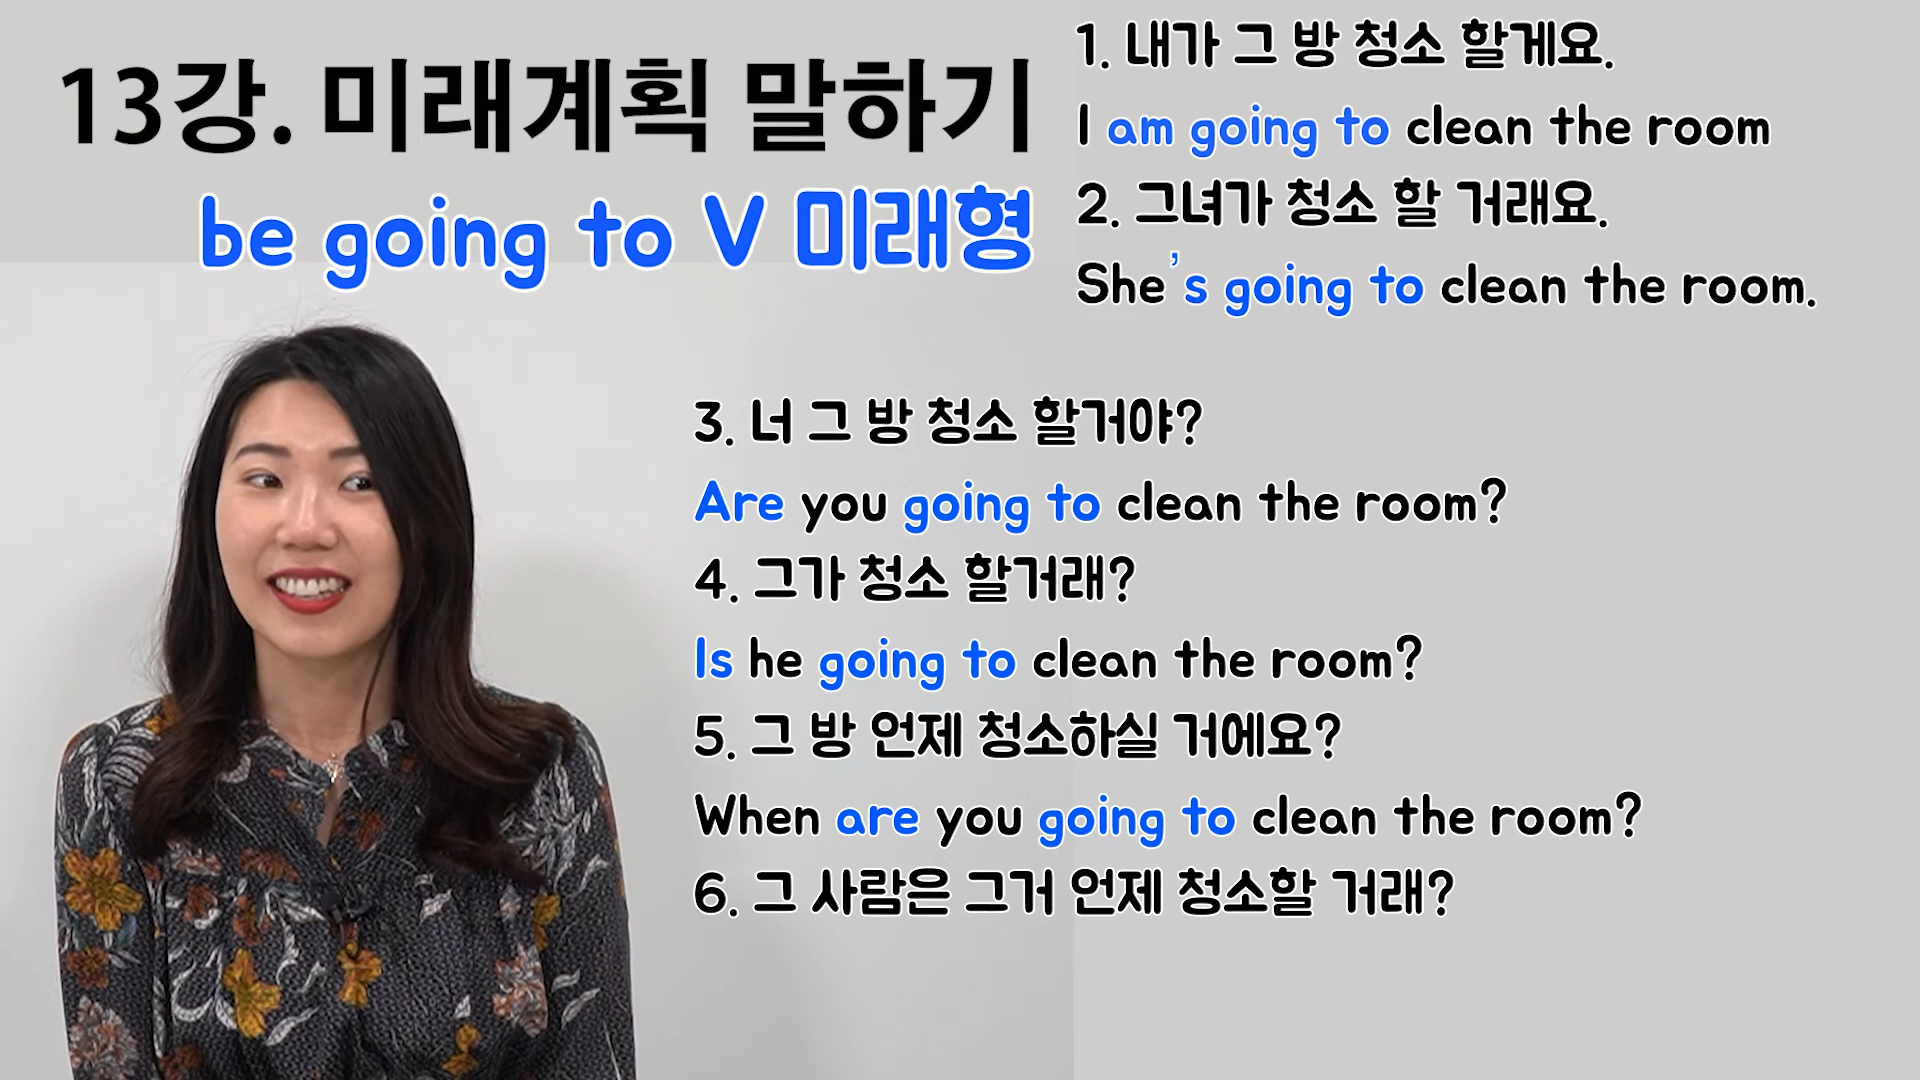 13강. 미래계획 말하기
be going to V 미래형
1. 내가 그 방 청소 할게요.
I am going to clean the room
2. 그녀가 청소 할 거래요.
She's going to clean the room.
3. 너 그 방 청소 할거야?
Are you going to clean the room?
4. 그가 청소 할거래?
Is he going to clean the room?
5. 그 방 언제 청소하실 거에요?
When are you going to clean the room?
6. 그 사람은 그거 언제 청소할 거래?